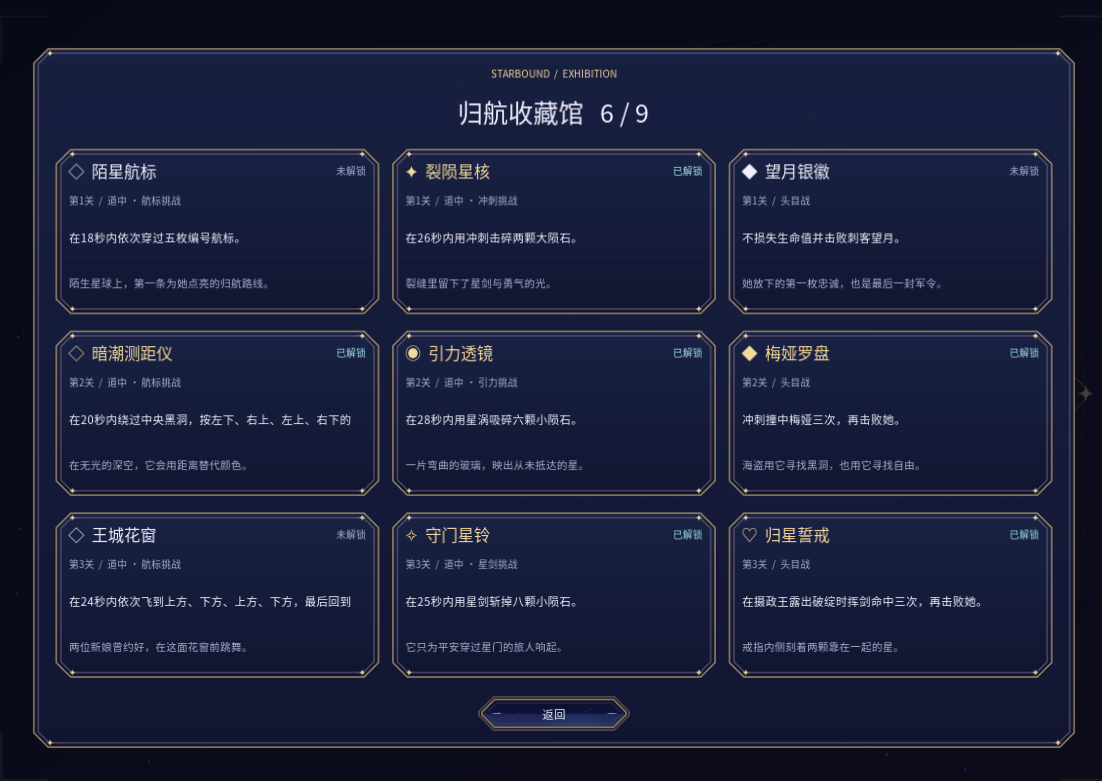 STARBOUND / EXHIBITION
归航收藏馆 6 / 9
◇ 陌星航标 未解锁
第1关 / 道中 · 航标挑战
在18秒内依次穿过五枚编号航标。
陌生星球上，第一条为她点亮的归航路线。
✦ 裂陨星核 已解锁
第1关 / 道中 · 冲刺挑战
在26秒内用冲刺击碎两颗大陨石。
裂缝里留下了星剑与勇气的光。
◆ 望月银徽 未解锁
第1关 / 头目战
不损失生命值并击败刺客望月。
她放下的第一枚忠诚，也是最后一封军令。
◇ 暗潮测距仪 已解锁
第2关 / 道中 · 航标挑战
在20秒内绕过中央黑洞，按左下、右上、左上、右下的
在无光的深空，它会用距离替代颜色。
◉ 引力透镜 已解锁
第2关 / 道中 · 引力挑战
在28秒内用星涡吸碎六颗小陨石。
一片弯曲的玻璃，映出从未抵达的星。
◆ 梅娅罗盘 已解锁
第2关 / 头目战
冲刺撞中梅娅三次，再击败她。
海盗用它寻找黑洞，也用它寻找自由。
◇ 王城花窗 未解锁
第3关 / 道中 · 航标挑战
在24秒内依次飞到上方、下方、上方、下方，最后回到
两位新娘曾约好，在这面花窗前跳舞。
✧ 守门星铃 已解锁
第3关 / 道中 · 星剑挑战
在25秒内用星剑斩掉八颗小陨石。
它只为平安穿过星门的旅人响起。
♡ 归星誓戒 已解锁
第3关 / 头目战
在摄政王露出破绽时挥剑命中三次，再击败她。
戒指内侧刻着两颗靠在一起的星。
返回